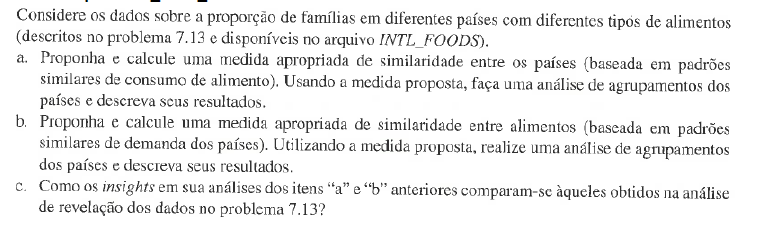 Considere os dados sobre a proporção de famílias em diferentes países com diferentes tipos de alimentos
(descritos no problema 7.13 e disponíveis no arquivo INTL_FOODS).
a. Proponha e calcule uma medida apropriada de similaridade entre os países (baseada em padrões
similares de consumo de alimento). Usando a medida proposta, faça uma análise de agrupamentos dos
países e descreva seus resultados.
b. Proponha e calcule uma medida apropriada de similaridade entre alimentos (baseada em padrões
similares de demanda dos países). Utilizando a medida proposta, realize uma análise de agrupamentos
dos países e descreva seus resultados.
c. Como os insights em sua análises dos itens “a” e “b” anteriores comparam-se àqueles obtidos na análise
de revelação dos dados no problema 7.13?